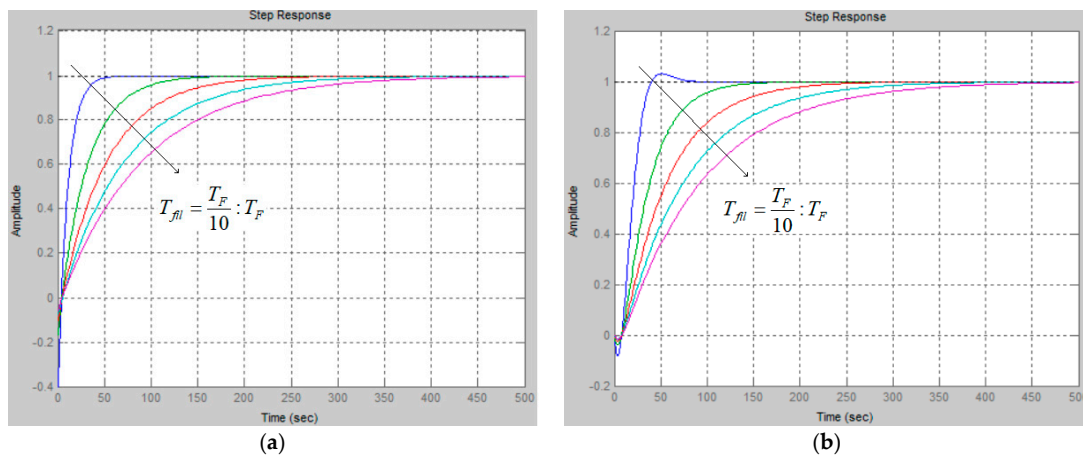 Step Response
1.2
1
0.8
0.6
0.4
0.2
0
-0.2
-0.4
Amplitude
T_fil = T_F/10 : T_F
0 50 100 150 200 250 300 350 400 450 500
Time (sec)
(a)
Step Response
1.2
1
0.8
0.6
0.4
0.2
0
-0.2
Amplitude
T_fil = T_F/10 : T_F
0 50 100 150 200 250 300 350 400 450 500
Time (sec)
(b)